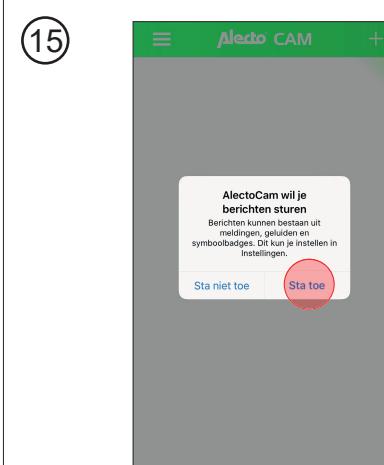 15
Alecto CAM +
AlectoCam wil je
berichten sturen
Berichten kunnen bestaan uit
meldingen, geluiden en
symboolbadges. Dit kun je instellen in
Instellingen.
Sta niet toe Sta toe